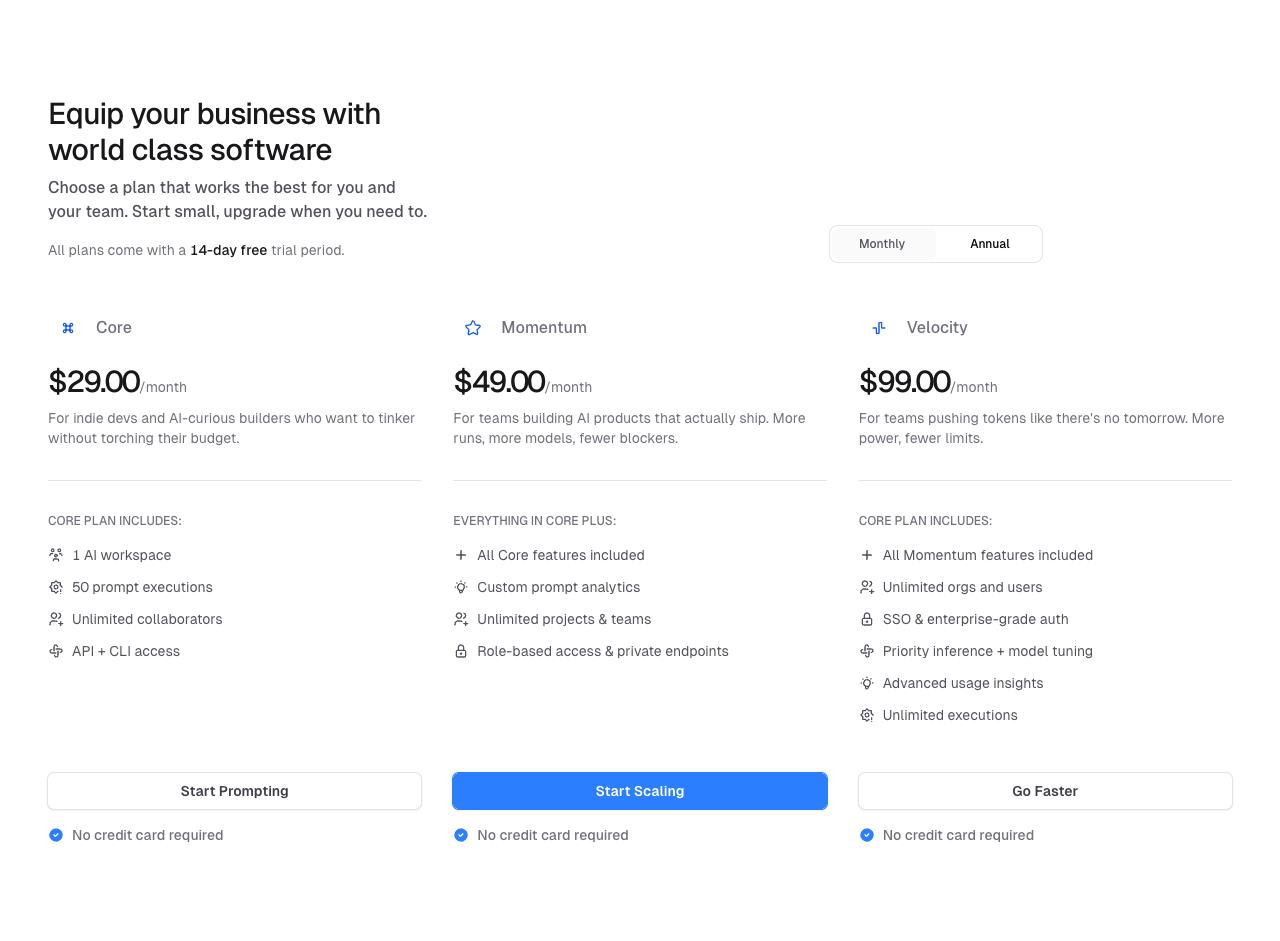 Equip your business with
world class software
Choose a plan that works the best for you and
your team. Start small, upgrade when you need to.
All plans come with a 14-day free trial period.
Monthly
Annual
Core
$29.00/month
For indie devs and AI-curious builders who want to tinker
without torching their budget.
CORE PLAN INCLUDES:
1 AI workspace
50 prompt executions
Unlimited collaborators
API + CLI access
Start Prompting
No credit card required
Momentum
$49.00/month
For teams building AI products that actually ship. More
runs, more models, fewer blockers.
EVERYTHING IN CORE PLUS:
All Core features included
Custom prompt analytics
Unlimited projects & teams
Role-based access & private endpoints
Start Scaling
No credit card required
Velocity
$99.00/month
For teams pushing tokens like there's no tomorrow. More
power, fewer limits.
CORE PLAN INCLUDES:
All Momentum features included
Unlimited orgs and users
SSO & enterprise-grade auth
Priority inference + model tuning
Advanced usage insights
Unlimited executions
Go Faster
No credit card required